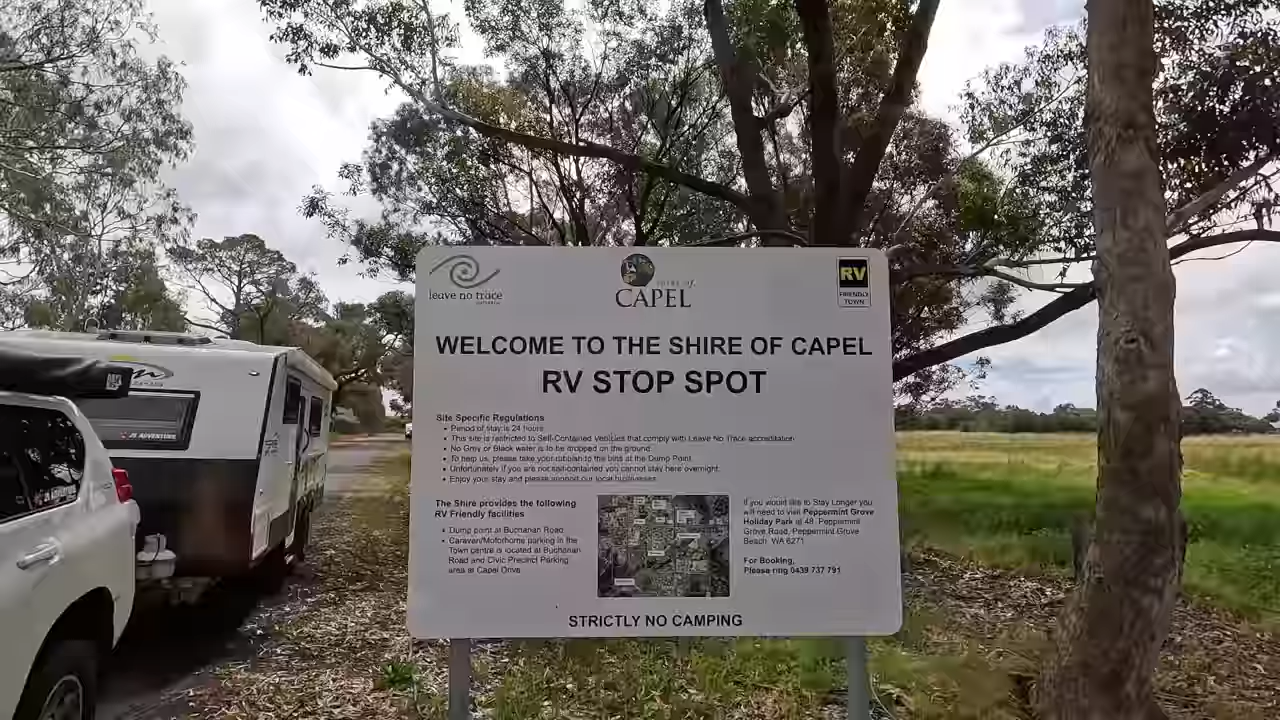 leave no trace
AUSTRALIA
SHIRE OF
CAPEL
RV
FRIENDLY
TOWN
WELCOME TO THE SHIRE OF CAPEL
RV STOP SPOT
Site Specific Regulations
• Period of stay is 24 hours
• This site is restricted to Self-Contained Vehicles that comply with Leave No Trace accreditation
• No Grey or Black water is to be dropped on the ground.
• To help us, please take your rubbish to the bins at the Dump Point.
• Unfortunately if you are not self-contained you cannot stay here overnight.
• Enjoy your stay and please support our local businesses.
The Shire provides the following
RV Friendly facilities
• Dump point at Buchanan Road
• Caravan/Motorhome parking in the
Town centre is located at Buchanan
Road and Civic Precinct Parking
area at Capel Drive
If you would like to Stay Longer you
will need to visit Peppermint Grove
Holiday Park at 48 Peppermint
Grove Road, Peppermint Grove
Beach WA 6271
For Booking,
Please ring 0439 737 791
STRICTLY NO CAMPING
JS ADVENTURE